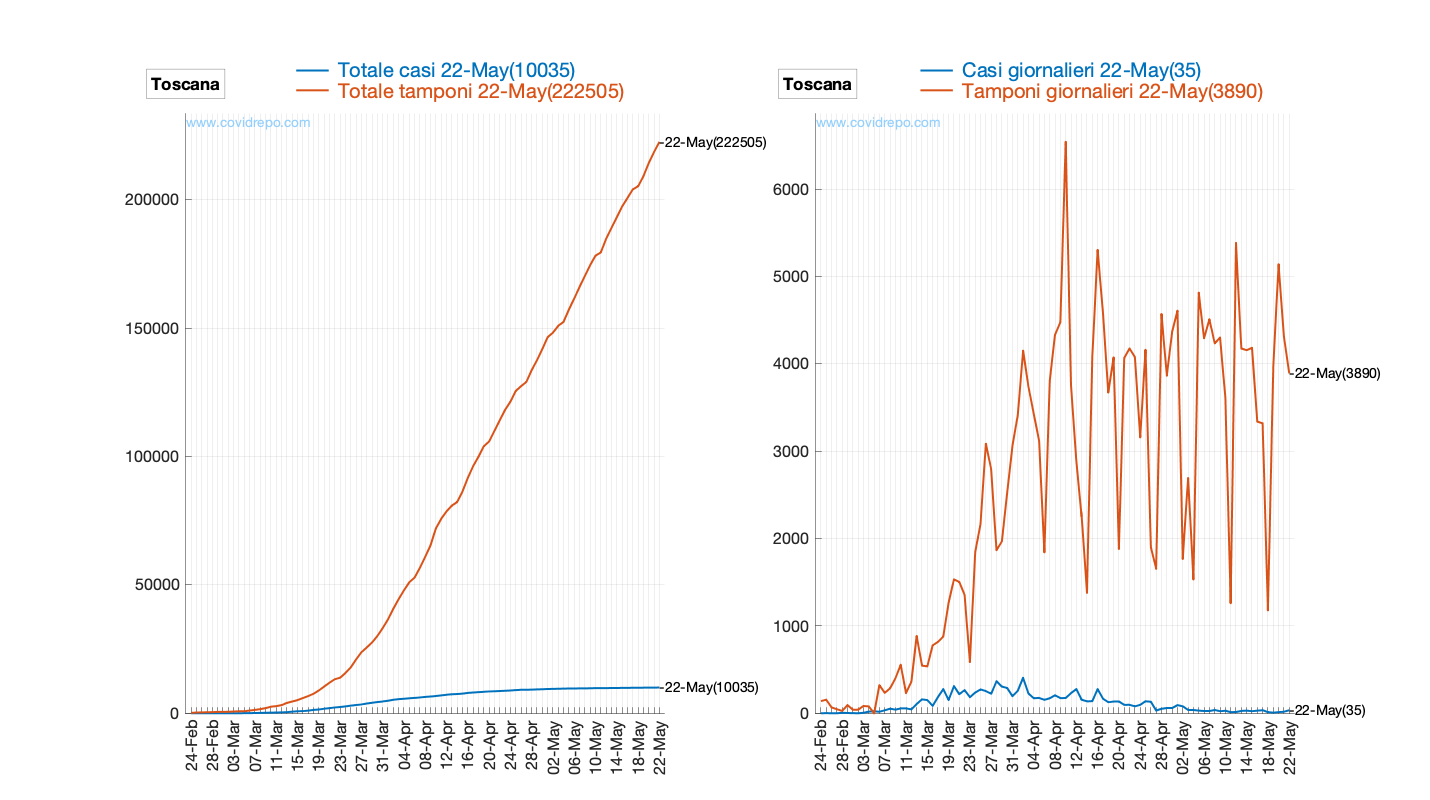 Toscana
Totale casi 22-May(10035)
Totale tamponi 22-May(222505)
www.covidrepo.com
22-May(222505)
200000
150000
100000
50000
0
22-May(10035)
24-Feb
28-Feb
03-Mar
07-Mar
11-Mar
15-Mar
19-Mar
23-Mar
27-Mar
31-Mar
04-Apr
08-Apr
12-Apr
16-Apr
20-Apr
24-Apr
28-Apr
02-May
06-May
10-May
14-May
18-May
22-May
Toscana
Casi giornalieri 22-May(35)
Tamponi giornalieri 22-May(3890)
www.covidrepo.com
6000
5000
4000
22-May(3890)
3000
2000
1000
0
22-May(35)
24-Feb
28-Feb
03-Mar
07-Mar
11-Mar
15-Mar
19-Mar
23-Mar
27-Mar
31-Mar
04-Apr
08-Apr
12-Apr
16-Apr
20-Apr
24-Apr
28-Apr
02-May
06-May
10-May
14-May
18-May
22-May